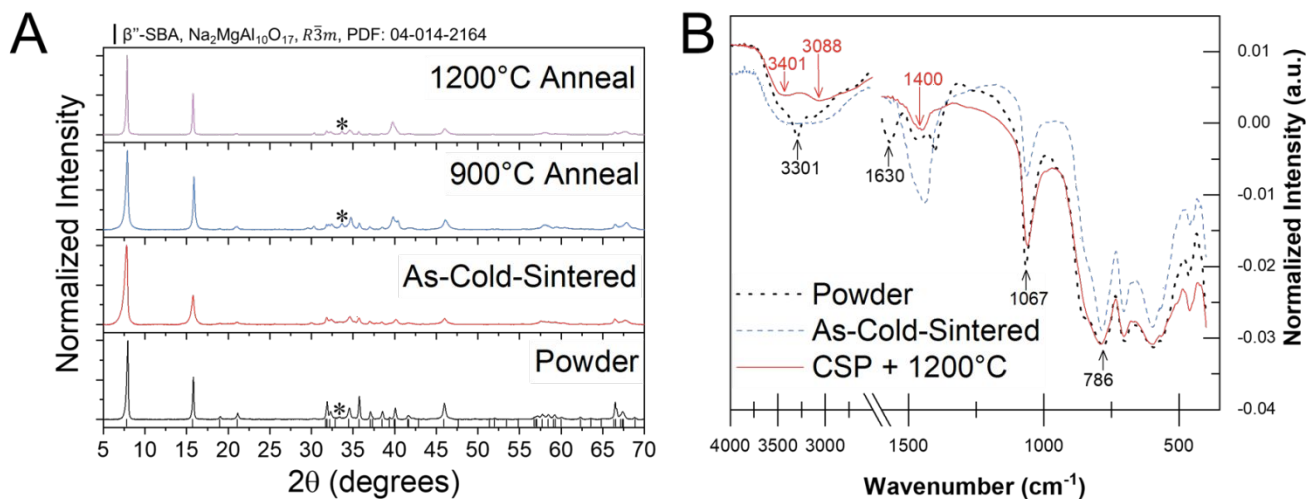 A
β”-SBA, Na₂MgAl₁₀O₁₇, R3̅m, PDF: 04-014-2164
1200°C Anneal
*
900°C Anneal
*
As-Cold-Sintered
Powder
*
Normalized Intensity
5 10 15 20 25 30 35 40 45 50 55 60 65 70
2θ (degrees)
B
3401
3088
1400
3301
1630
1067
786
Powder
As-Cold-Sintered
CSP + 1200°C
0.01
0.00
-0.01
-0.02
-0.03
-0.04
Normalized Intensity (a.u.)
4000 3500 3000 1500 1000 500
Wavenumber (cm⁻¹)